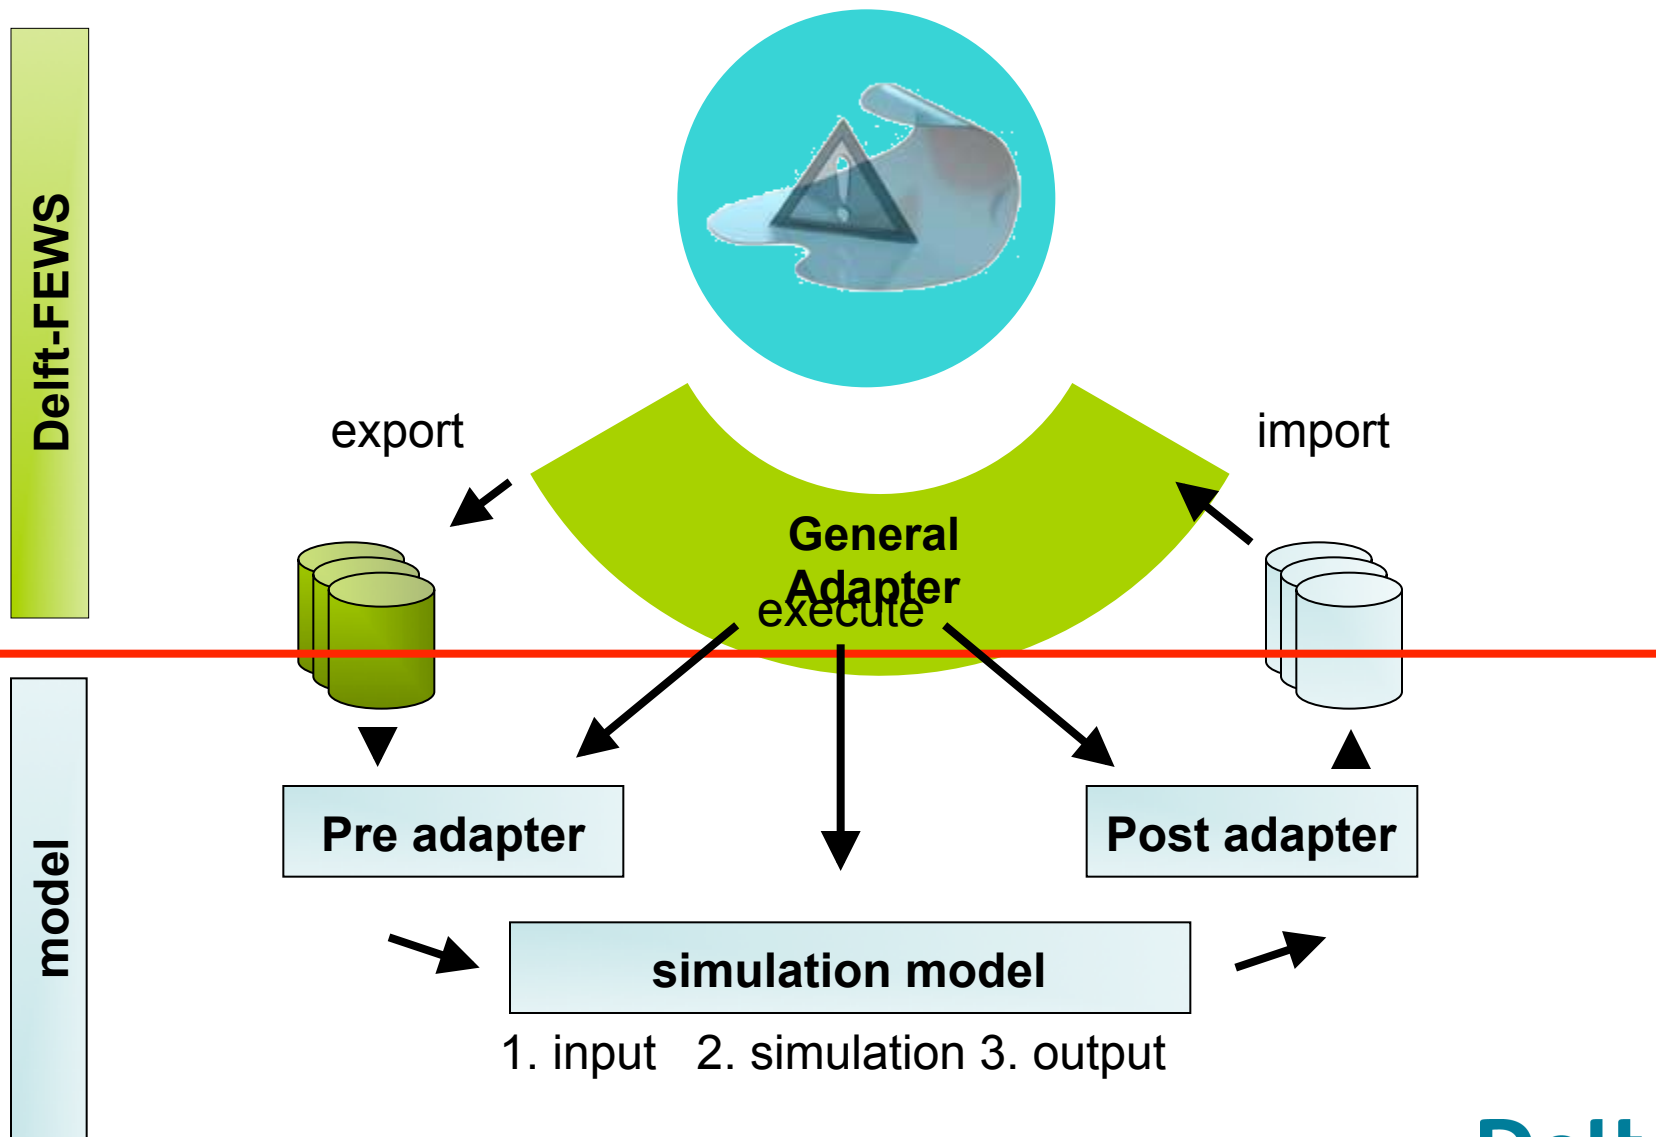 Delft-FEWS
export
import
General
Adapter
execute
Pre adapter
Post adapter
model
simulation model
1. input 2. simulation 3. output